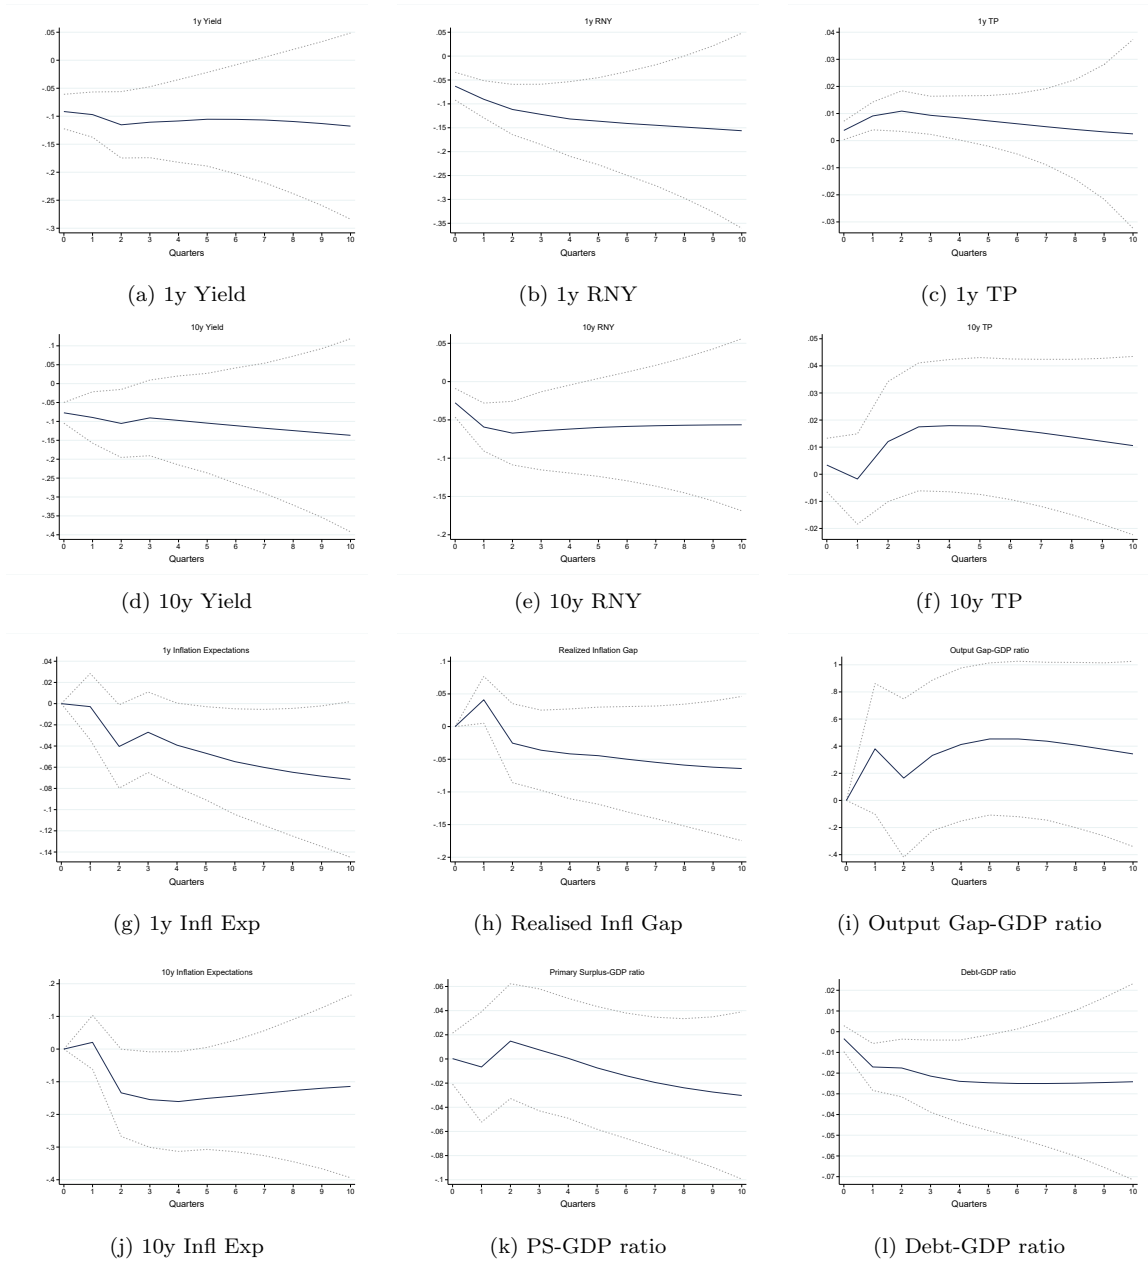 1y Yield
.05
0
-.05
-.1
-.15
-.2
-.25
-.3
0 1 2 3 4 5 6 7 8 9 10
Quarters
(a) 1y Yield
1y RNY
.05
0
-.05
-.1
-.15
-.2
-.25
-.3
-.35
0 1 2 3 4 5 6 7 8 9 10
Quarters
(b) 1y RNY
1y TP
.04
.03
.02
.01
0
-.01
-.02
-.03
0 1 2 3 4 5 6 7 8 9 10
Quarters
(c) 1y TP
10y Yield
.1
.05
0
-.05
-.1
-.15
-.2
-.25
-.3
-.35
-.4
0 1 2 3 4 5 6 7 8 9 10
Quarters
(d) 10y Yield
10y RNY
.05
0
-.05
-.1
-.15
-.2
0 1 2 3 4 5 6 7 8 9 10
Quarters
(e) 10y RNY
10y TP
.05
.04
.03
.02
.01
0
-.01
-.02
0 1 2 3 4 5 6 7 8 9 10
Quarters
(f) 10y TP
1y Inflation Expectations
.04
.02
0
-.02
-.04
-.06
-.08
-.1
-.12
-.14
0 1 2 3 4 5 6 7 8 9 10
Quarters
(g) 1y Infl Exp
Realized Inflation Gap
.1
.05
0
-.05
-.1
-.15
-.2
0 1 2 3 4 5 6 7 8 9 10
Quarters
(h) Realised Infl Gap
Output Gap-GDP ratio
1
.8
.6
.4
.2
0
-.2
-.4
0 1 2 3 4 5 6 7 8 9 10
Quarters
(i) Output Gap-GDP ratio
10y Inflation Expectations
.2
.1
0
-.1
-.2
-.3
-.4
0 1 2 3 4 5 6 7 8 9 10
Quarters
(j) 10y Infl Exp
Primary Surplus-GDP ratio
.06
.04
.02
0
-.02
-.04
-.06
-.08
-.1
0 1 2 3 4 5 6 7 8 9 10
Quarters
(k) PS-GDP ratio
Debt-GDP ratio
.02
.01
0
-.01
-.02
-.03
-.04
-.05
-.06
-.07
0 1 2 3 4 5 6 7 8 9 10
Quarters
(l) Debt-GDP ratio